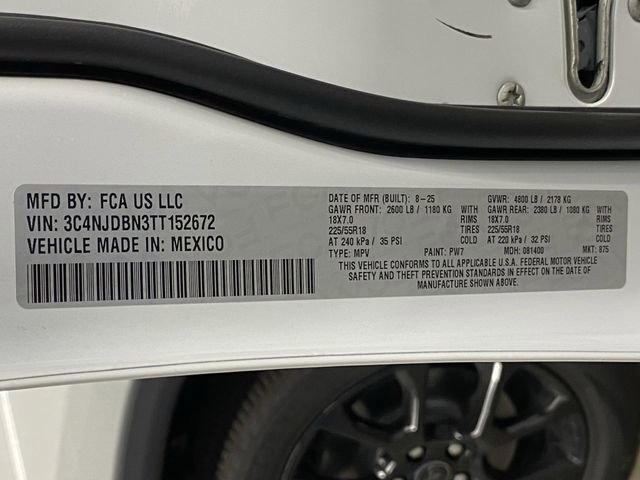 MFD BY: FCA US LLC
VIN: 3C4NJDBN3TT152672
VEHICLE MADE IN: MEXICO
DATE OF MFR (BUILT): 8-25 GVWR: 4800 LB / 2178 KG
GAWR FRONT: 2600 LB / 1180 KG WITH GAWR REAR: 2380 LB / 1080 KG WITH
18X7.0 RIMS 18X7.0 RIMS
225/55R18 TIRES 225/55R18 TIRES
AT 240 kPa / 35 PSI COLD AT 220 kPa / 32 PSI COLD
TYPE: MPV PAINT: PW7 MDH: 081400 MKT: 875
THIS VEHICLE CONFORMS TO ALL APPLICABLE U.S.A. FEDERAL MOTOR VEHICLE
SAFETY AND THEFT PREVENTION STANDARDS IN EFFECT ON THE DATE OF
MANUFACTURE SHOWN ABOVE.